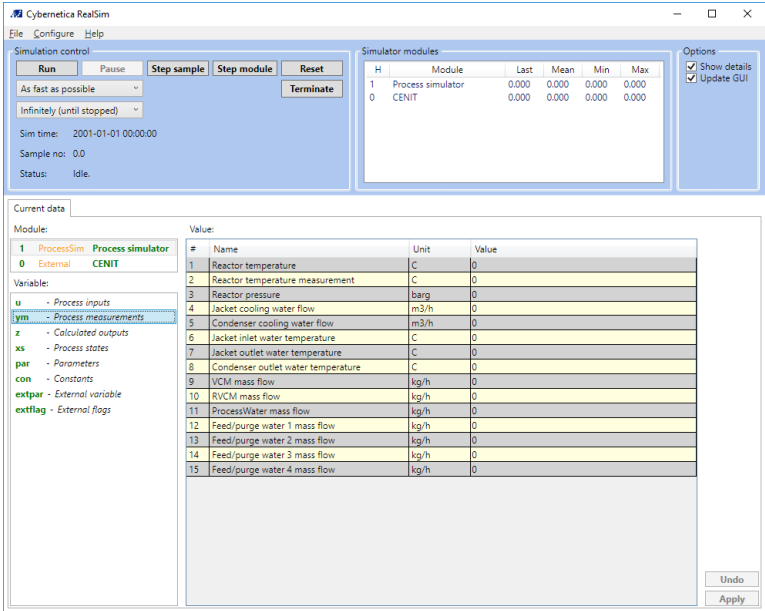 Cybernetica RealSim
File Configure Help
Simulation control
Run Pause Step sample Step module Reset
As fast as possible Terminate
Infinitely (until stopped)
Sim time: 2001-01-01 00:00:00
Sample no: 0.0
Status: Idle.
Simulator modules
H Module Last Mean Min Max
1 Process simulator 0.000 0.000 0.000 0.000
0 CENIT 0.000 0.000 0.000 0.000
Options
Show details
Update GUI
Current data
Module:
1 ProcessSim Process simulator
0 External CENIT
Variable:
u - Process inputs
ym - Process measurements
z - Calculated outputs
xs - Process states
par - Parameters
con - Constants
extpar - External variable
extflag - External flags
Value:
# Name Unit Value
1 Reactor temperature C 0
2 Reactor temperature measurement C 0
3 Reactor pressure barg 0
4 Jacket cooling water flow m3/h 0
5 Condenser cooling water flow m3/h 0
6 Jacket inlet water temperature C 0
7 Jacket outlet water temperature C 0
8 Condenser outlet water temperature C 0
9 VCM mass flow kg/h 0
10 RVCM mass flow kg/h 0
11 ProcessWater mass flow kg/h 0
12 Feed/purge water 1 mass flow kg/h 0
13 Feed/purge water 2 mass flow kg/h 0
14 Feed/purge water 3 mass flow kg/h 0
15 Feed/purge water 4 mass flow kg/h 0
Undo
Apply